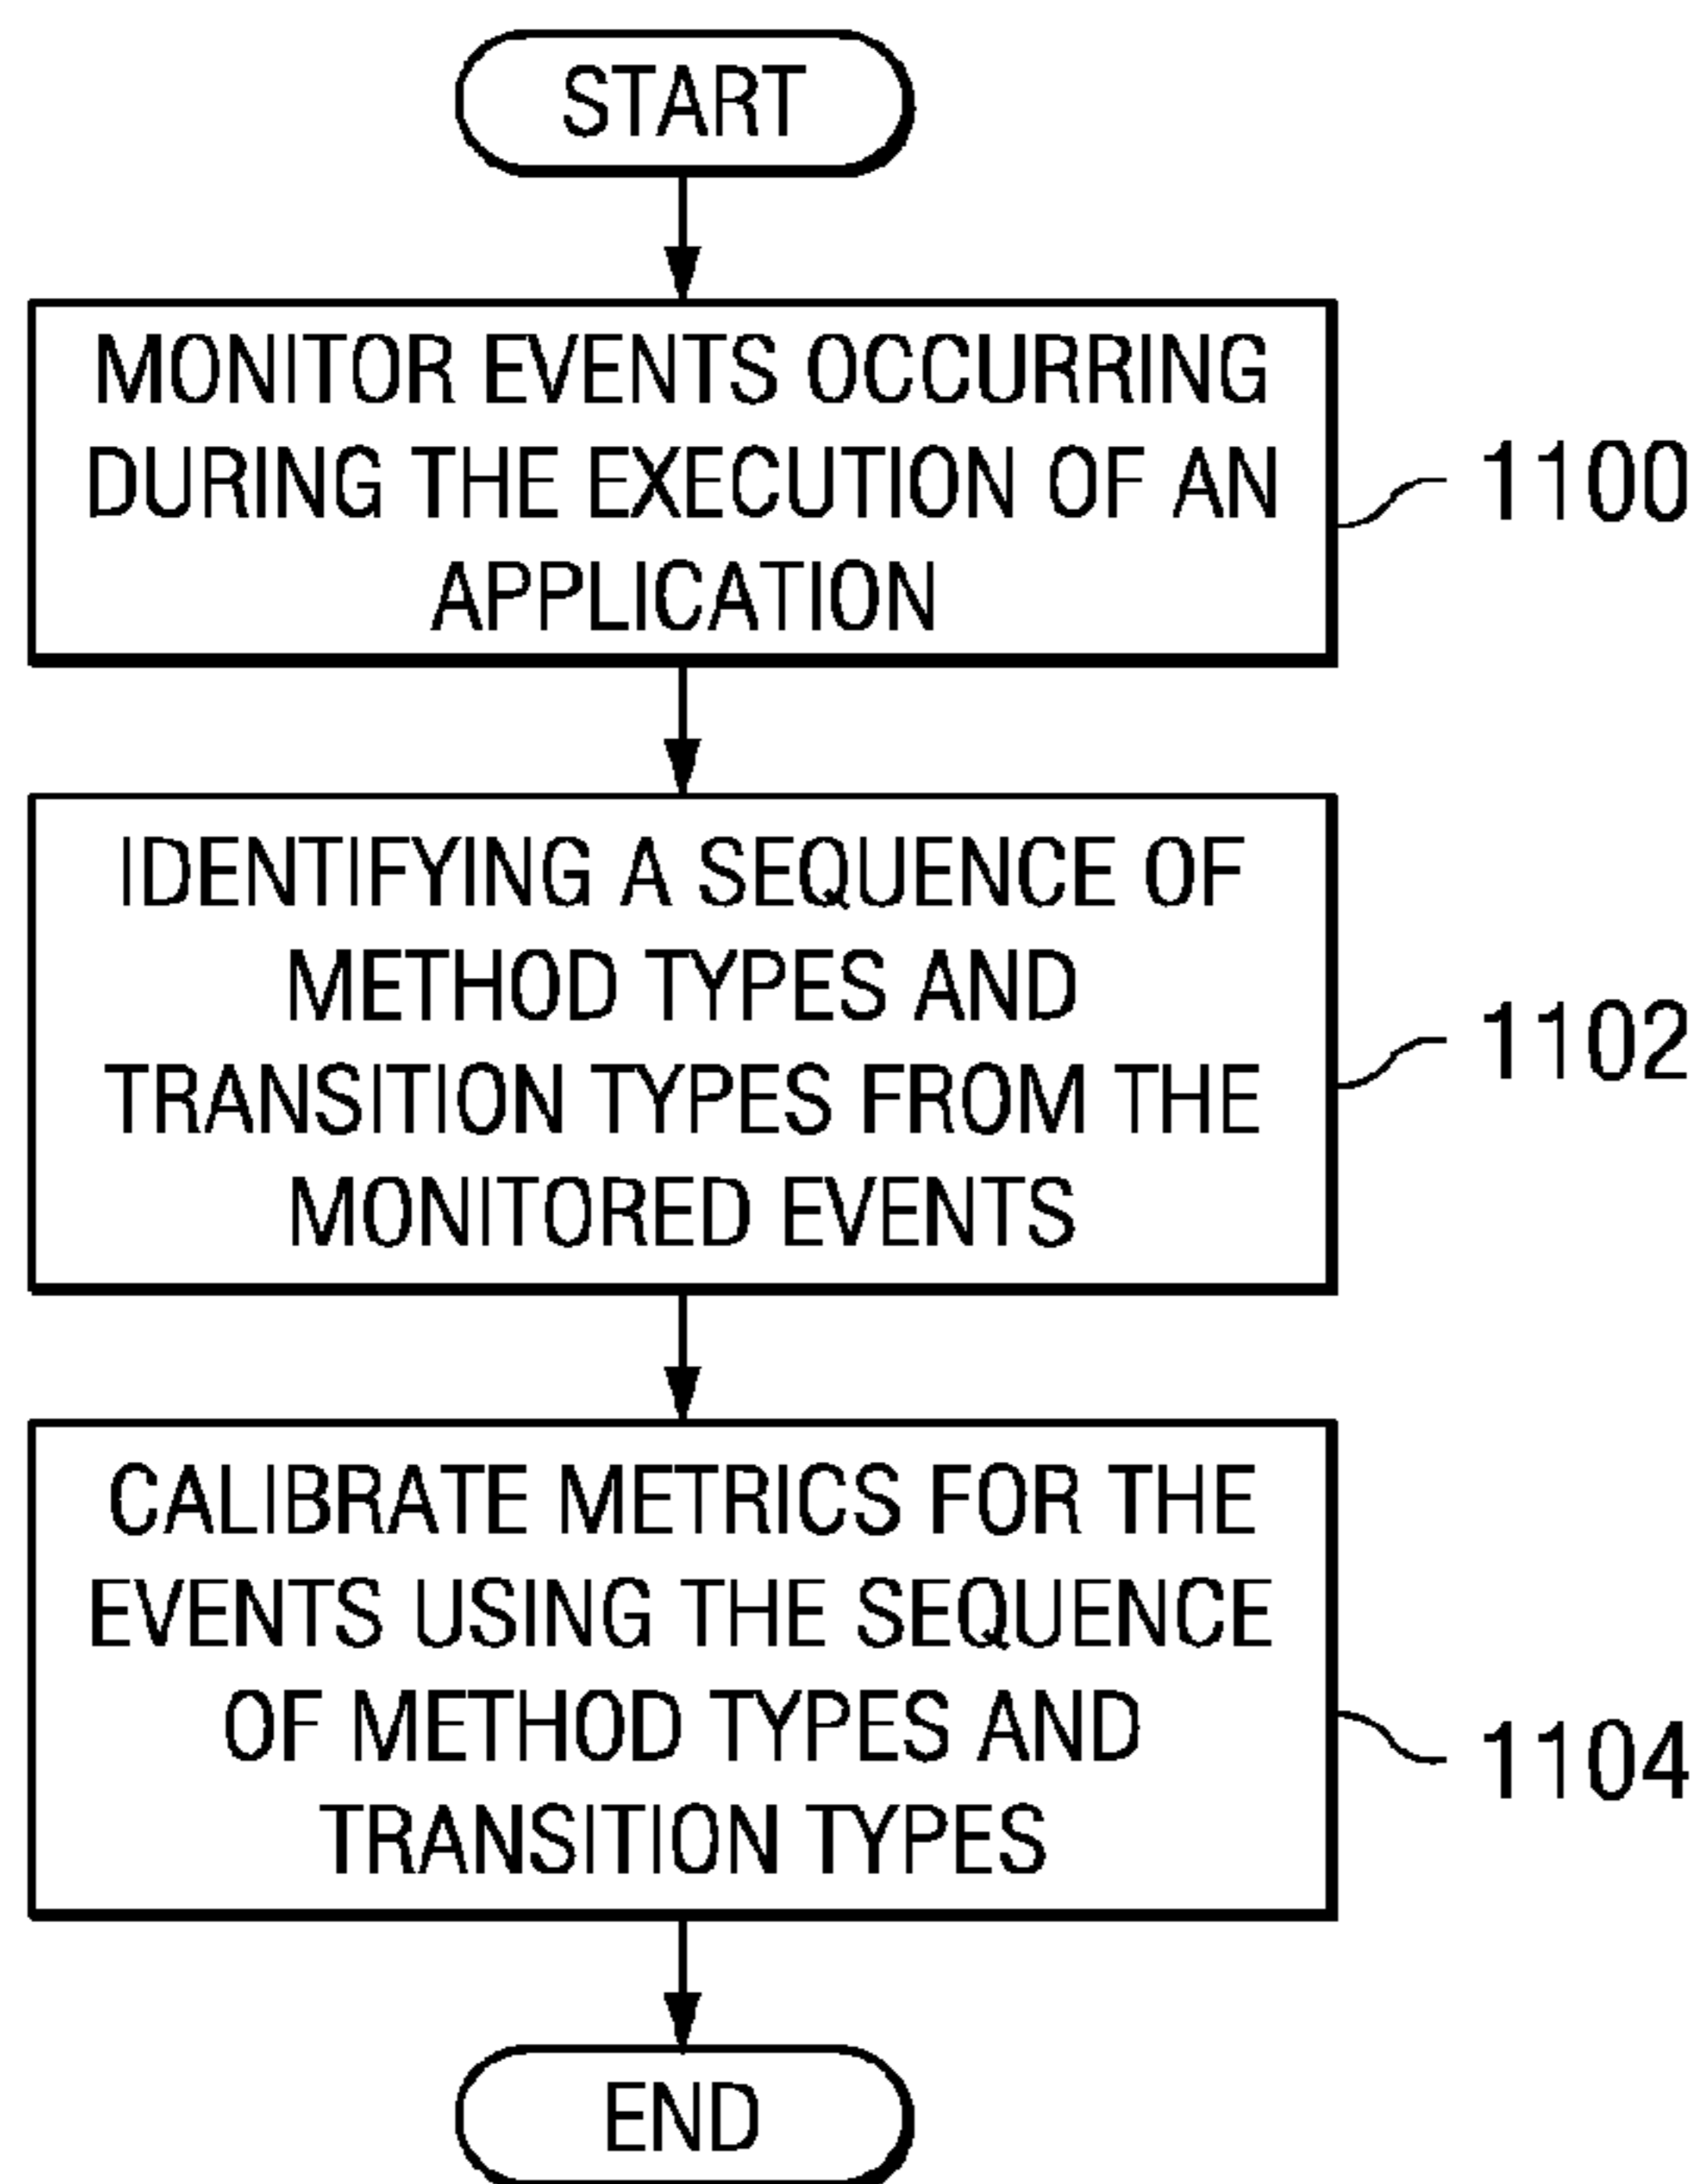 START
MONITOR EVENTS OCCURRING
DURING THE EXECUTION OF AN
APPLICATION
1100
IDENTIFYING A SEQUENCE OF
METHOD TYPES AND
TRANSITION TYPES FROM THE
MONITORED EVENTS
1102
CALIBRATE METRICS FOR THE
EVENTS USING THE SEQUENCE
OF METHOD TYPES AND
TRANSITION TYPES
1104
END